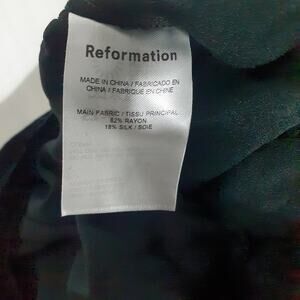 Reformation
MADE IN CHINA / FABRICADO EN
CHINA / FABRIQUÉ EN CHINE
MAIN FABRIC / TISSU PRINCIPAL
82% RAYON
18% SILK / SOIE